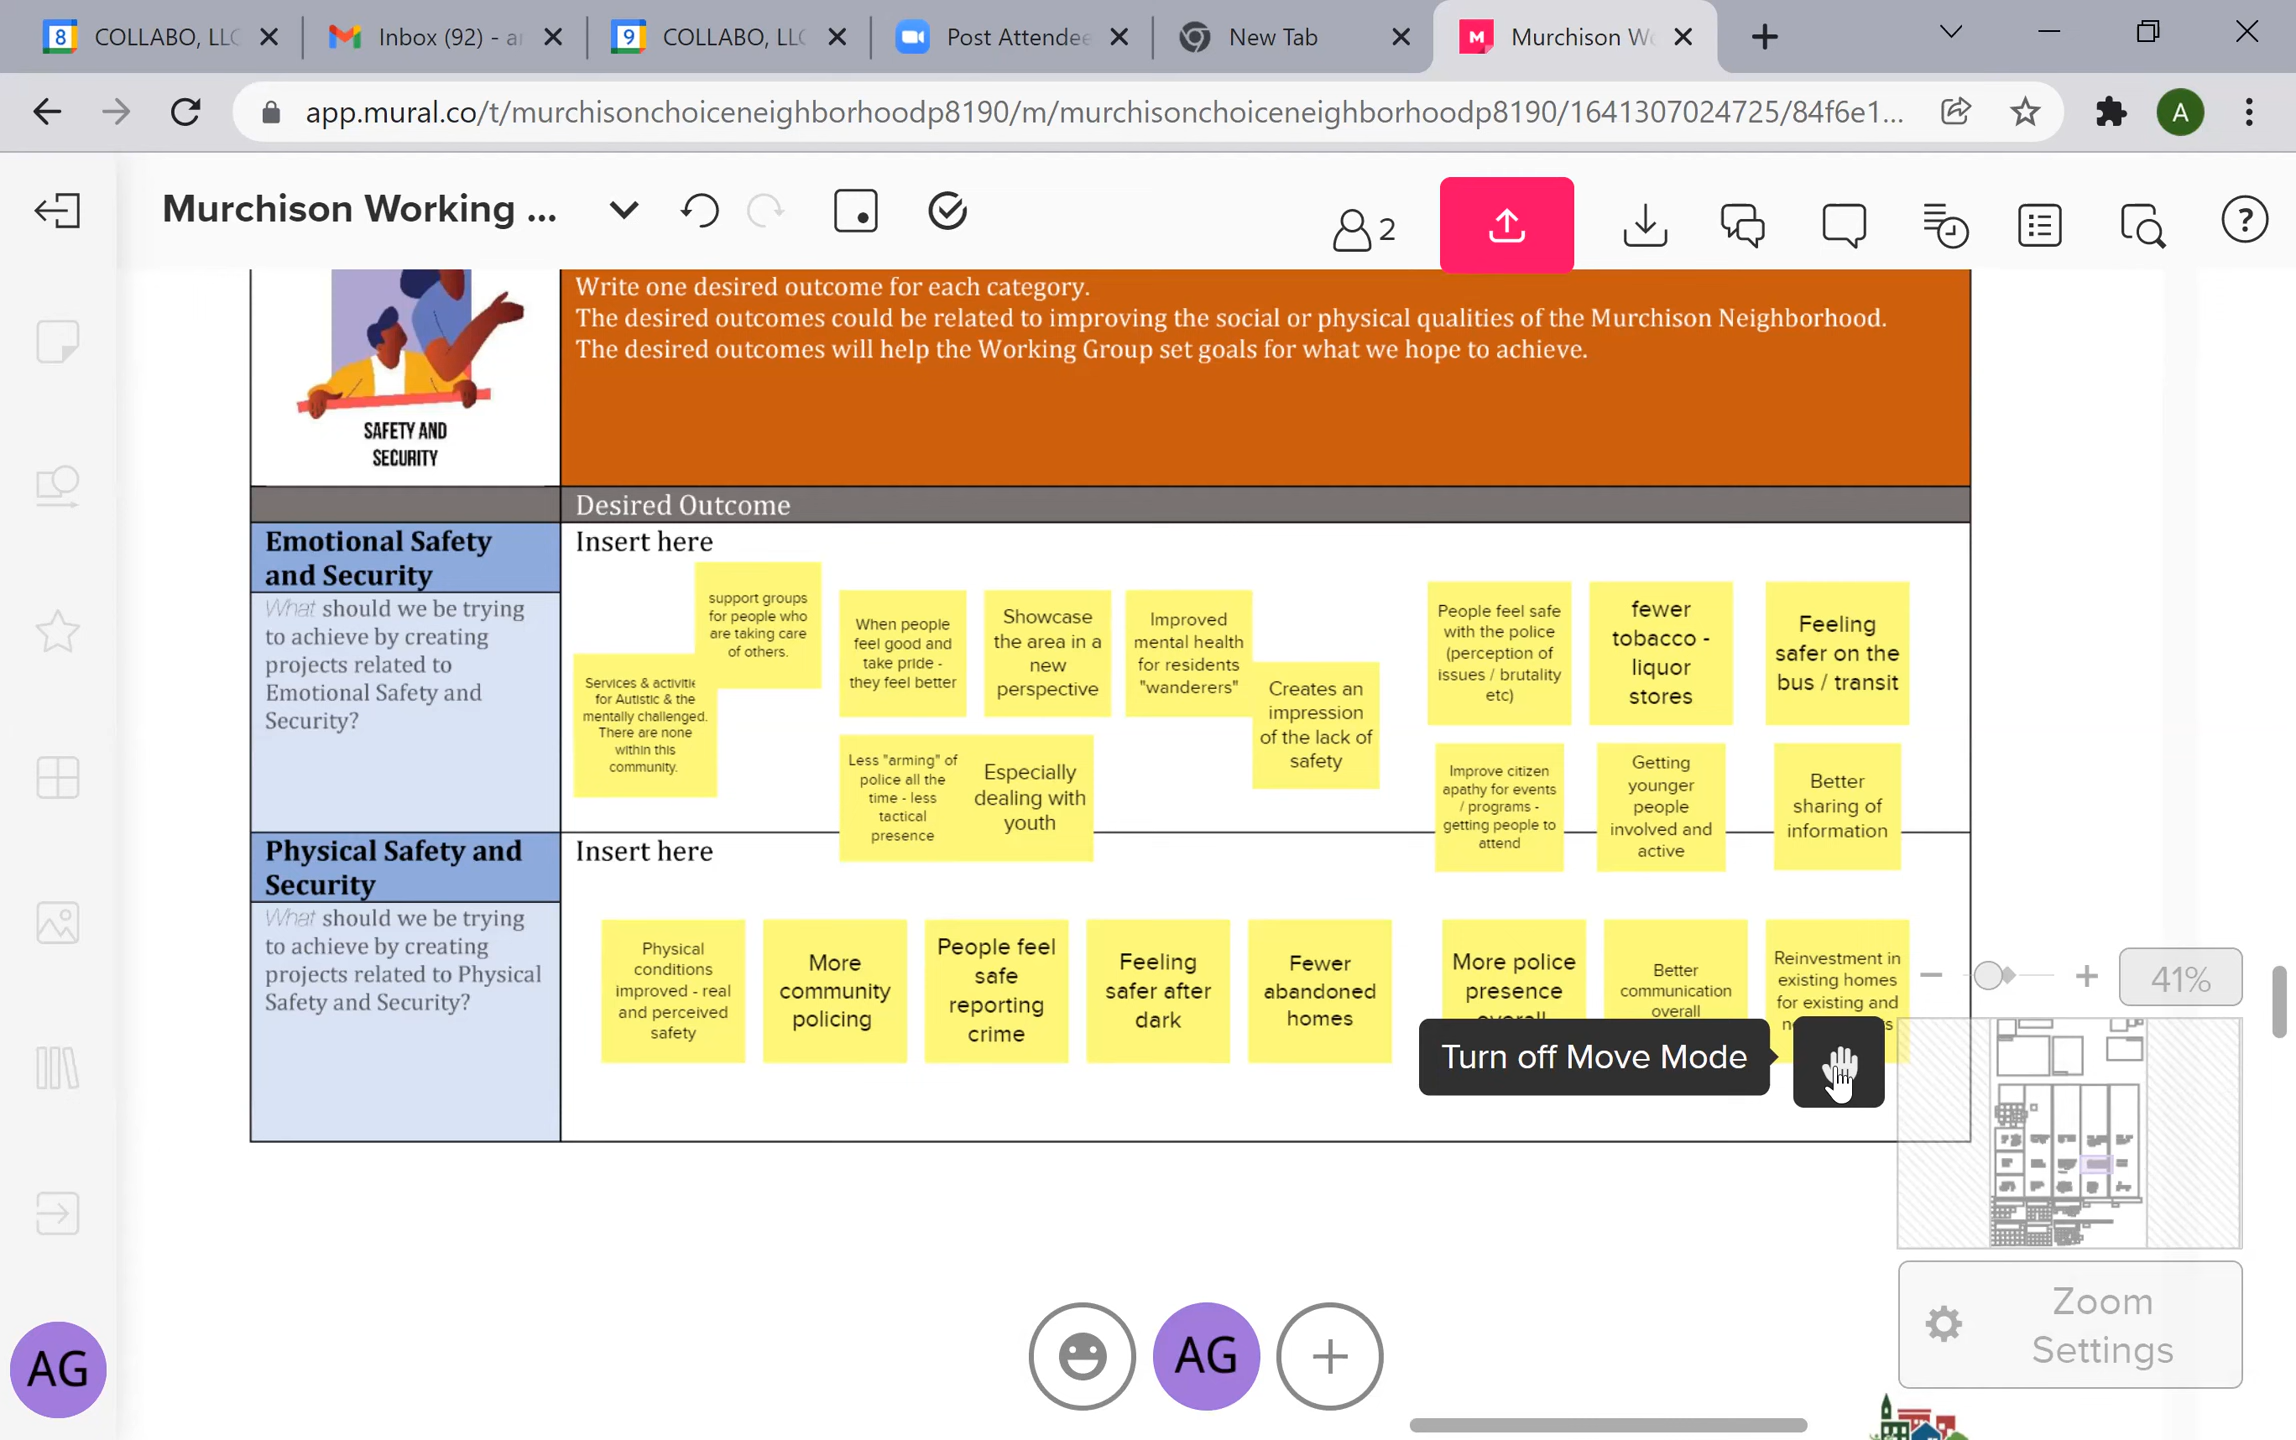 COLLABO, LLC
Inbox (92) - a
COLLABO, LLC
Post Attendee
New Tab
Murchison Wo
app.mural.co/t/murchisonchoiceneighborhoodp8190/m/murchisonchoiceneighborhoodp8190/1641307024725/84f6e1...
A
Murchison Working ...
2
Write one desired outcome for each category.
The desired outcomes could be related to improving the social or physical qualities of the Murchison Neighborhood.
The desired outcomes will help the Working Group set goals for what we hope to achieve.
SAFETY AND
SECURITY
Desired Outcome
Emotional Safety
and Security
What should we be trying
to achieve by creating
projects related to
Emotional Safety and
Security?
Insert here
support groups
for people who
are taking care
of others.
Services & activitie
for Autistic & the
mentally challenged.
There are none
within this
community.
When people
feel good and
take pride -
they feel better
Showcase
the area in a
new
perspective
Improved
mental health
for residents
"wanderers"
Creates an
impression
of the lack of
safety
Less "arming" of
police all the
time - less
tactical
presence
Especially
dealing with
youth
People feel safe
with the police
(perception of
issues / brutality
etc)
fewer
tobacco -
liquor
stores
Feeling
safer on the
bus / transit
Improve citizen
apathy for events
/ programs -
getting people to
attend
Getting
younger
people
involved and
active
Better
sharing of
information
Physical Safety and
Security
What should we be trying
to achieve by creating
projects related to Physical
Safety and Security?
Insert here
Physical
conditions
improved - real
and perceived
safety
More
community
policing
People feel
safe
reporting
crime
Feeling
safer after
dark
Fewer
abandoned
homes
More police
presence
overall
Better
communication
overall
Reinvestment in
existing homes
for existing and
41%
Turn off Move Mode
Zoom
Settings
AG
AG